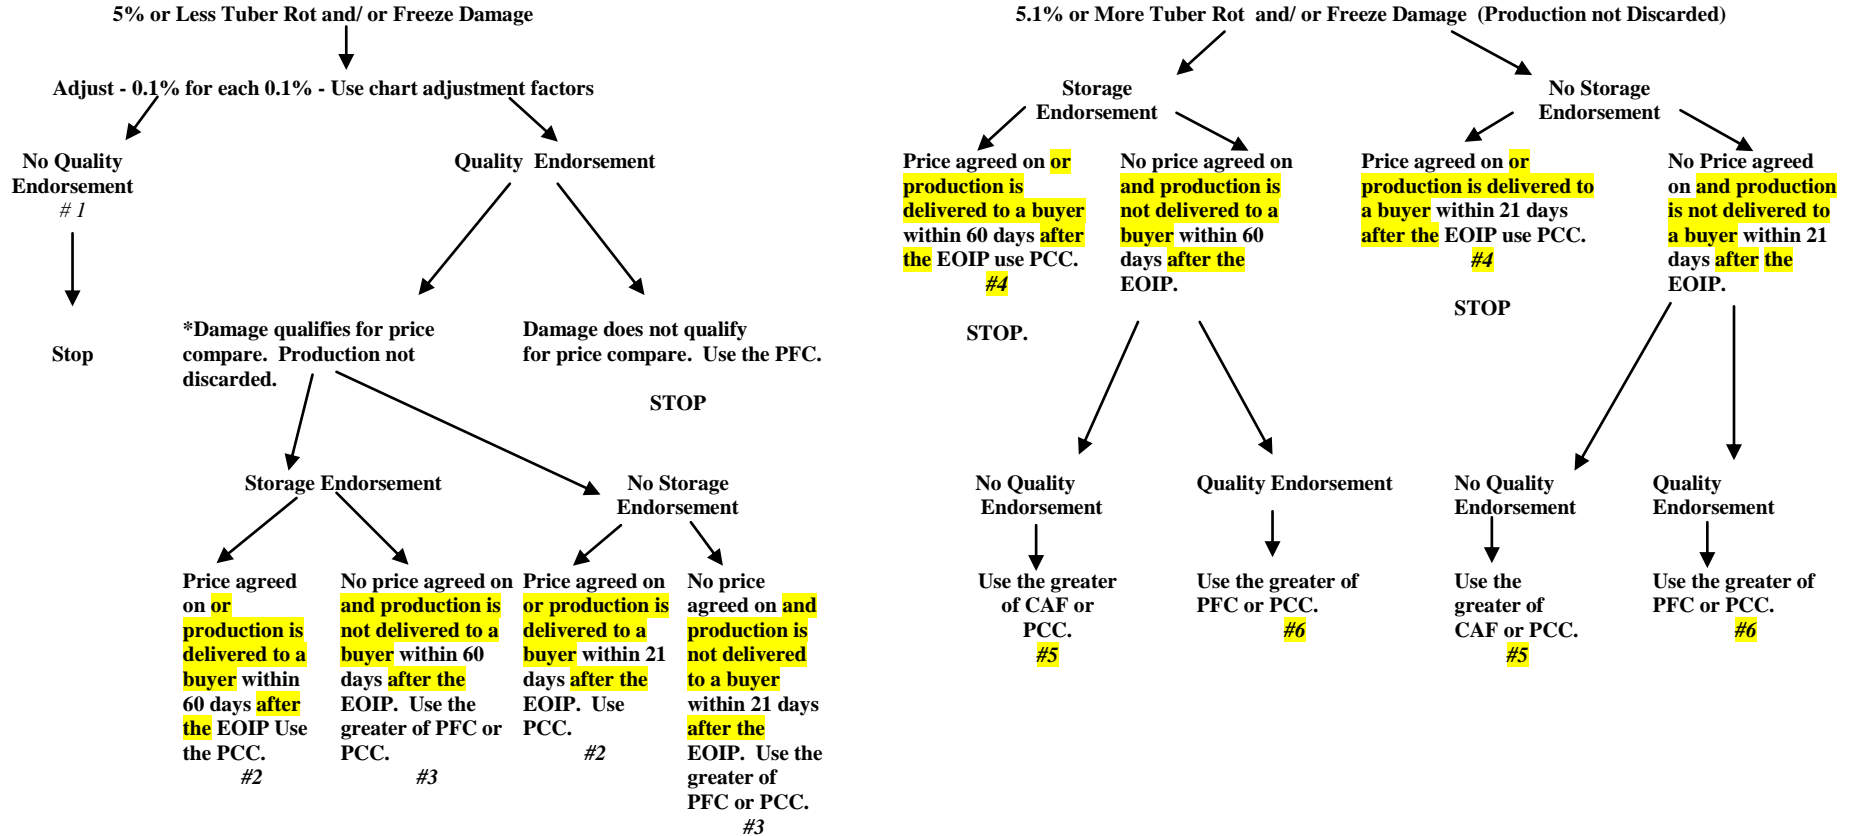 5% or Less Tuber Rot and/ or Freeze Damage
Adjust - 0.1% for each 0.1% - Use chart adjustment factors
No Quality
Endorsement
# 1
Stop
Quality Endorsement
*Damage qualifies for price
compare. Production not
discarded.
Damage does not qualify
for price compare. Use the PFC.
STOP
Storage Endorsement
No Storage
Endorsement
Price agreed
on or
production is
delivered to a
buyer within
60 days after
the EOIP Use
the PCC.
#2
No price agreed on
and production is
not delivered to a
buyer within 60
days after the
EOIP. Use the
greater of PFC or
PCC.
#3
Price agreed on
or production is
delivered to a
buyer within 21
days after the
EOIP. Use
PCC.
#2
No price
agreed on and
production is
not delivered
to a buyer
within 21 days
after the
EOIP. Use the
greater of
PFC or PCC.
#3
5.1% or More Tuber Rot and/ or Freeze Damage (Production not Discarded)
Storage
Endorsement
No Storage
Endorsement
Price agreed on or
production is
delivered to a buyer
within 60 days after
the EOIP use PCC.
#4
STOP.
No price agreed on
and production is
not delivered to a
buyer within 60
days after the
EOIP.
Price agreed on or
production is delivered to
a buyer within 21 days
after the EOIP use PCC.
#4
STOP
No Price agreed
on and production
is not delivered to
a buyer within 21
days after the
EOIP.
No Quality
Endorsement
Use the greater
of CAF or
PCC.
#5
Quality Endorsement
Use the greater of
PFC or PCC.
#6
No Quality
Endorsement
Use the
greater of
CAF or PCC.
#5
Quality
Endorsement
Use the greater of
PFC or PCC.
#6